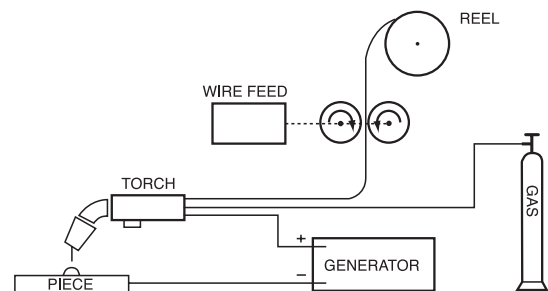 REEL
WIRE FEED
TORCH
GAS
+
GENERATOR
−
PIECE